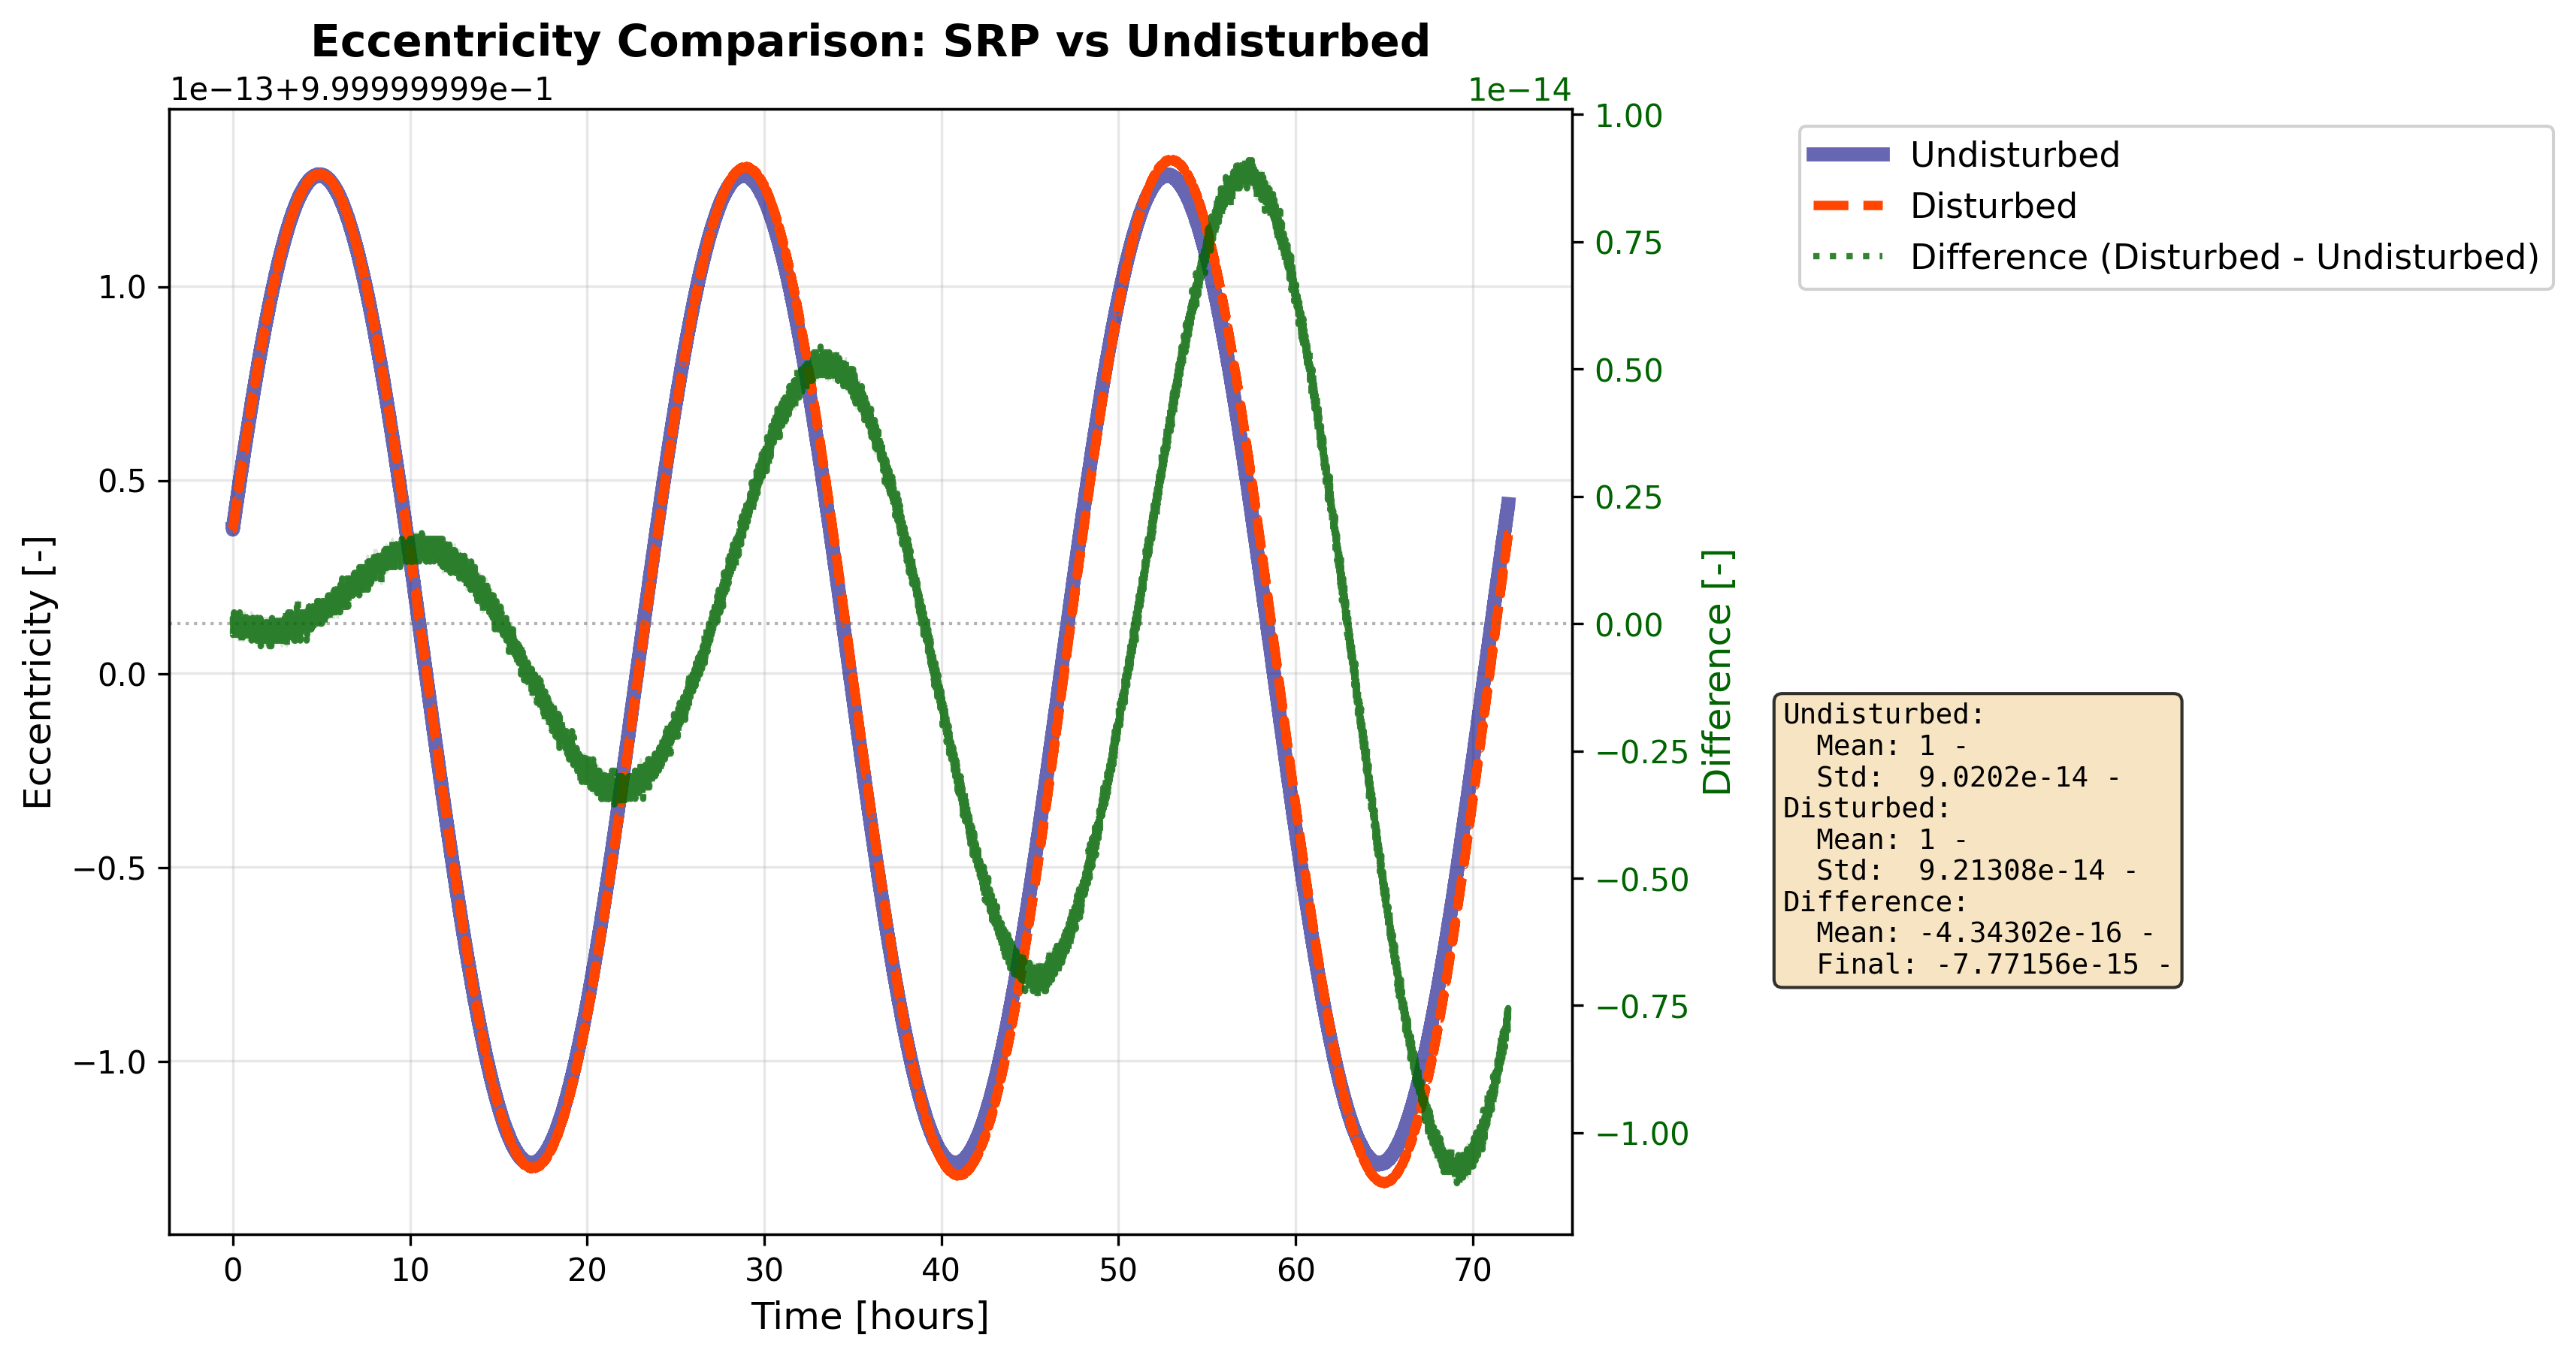 Eccentricity Comparison: SRP vs Undisturbed
1e−13+9.99999999e−1
1e−14
1.0
0.5
0.0
−0.5
−1.0
Eccentricity [-]
1.00
0.75
0.50
0.25
0.00
−0.25
−0.50
−0.75
−1.00
Difference [-]
0 10 20 30 40 50 60 70
Time [hours]
Undisturbed
Disturbed
Difference (Disturbed - Undisturbed)
Undisturbed:
Mean: 1 -
Std: 9.0202e-14 -
Disturbed:
Mean: 1 -
Std: 9.21308e-14 -
Difference:
Mean: -4.34302e-16 -
Final: -7.77156e-15 -